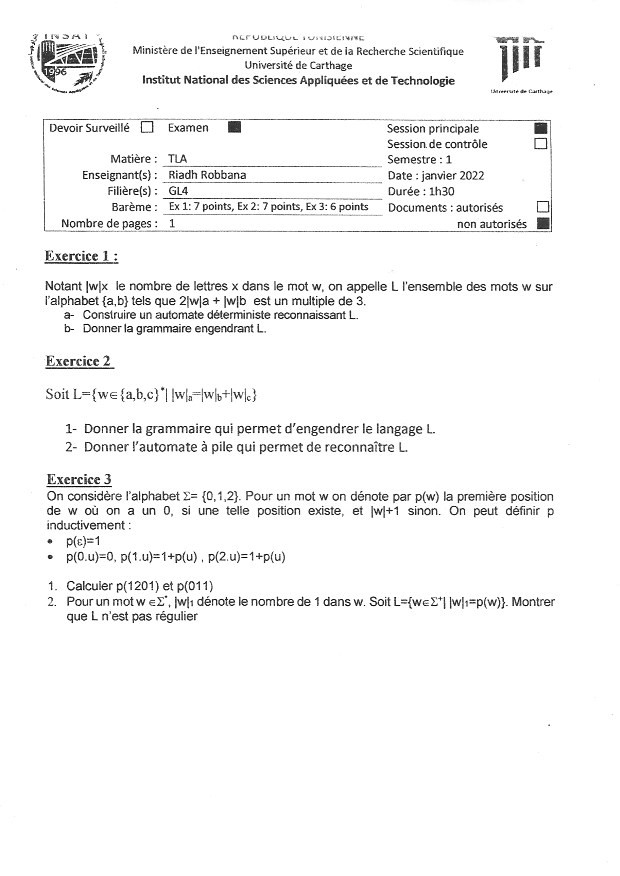 INSAT
1996
REPUBLIQUE TUNISIENNE
Ministère de l'Enseignement Supérieur et de la Recherche Scientifique
Université de Carthage
Institut National des Sciences Appliquées et de Technologie
Université de Carthage
Devoir Surveillé ☐ Examen ■ Session principale ■
Session de contrôle ☐
Matière : TLA Semestre : 1
Enseignant(s) : Riadh Robbana Date : janvier 2022
Filière(s) : GL4 Durée : 1h30
Barème : Ex 1: 7 points, Ex 2: 7 points, Ex 3: 6 points Documents : autorisés ☐
Nombre de pages : 1 non autorisés ■
Exercice 1 :
Notant |w|x le nombre de lettres x dans le mot w, on appelle L l'ensemble des mots w sur
l'alphabet {a,b} tels que 2|w|a + |w|b est un multiple de 3.
a- Construire un automate déterministe reconnaissant L.
b- Donner la grammaire engendrant L.
Exercice 2
Soit L={w∈{a,b,c}*| |w|a=|w|b+|w|c}
1- Donner la grammaire qui permet d'engendrer le langage L.
2- Donner l'automate à pile qui permet de reconnaître L.
Exercice 3
On considère l'alphabet Σ= {0,1,2}. Pour un mot w on dénote par p(w) la première position
de w où on a un 0, si une telle position existe, et |w|+1 sinon. On peut définir p
inductivement :
• p(ε)=1
• p(0.u)=0, p(1.u)=1+p(u) , p(2.u)=1+p(u)
1. Calculer p(1201) et p(011)
2. Pour un mot w ∈Σ*, |w|1 dénote le nombre de 1 dans w. Soit L={w∈Σ+| |w|1=p(w)}. Montrer
que L n'est pas régulier